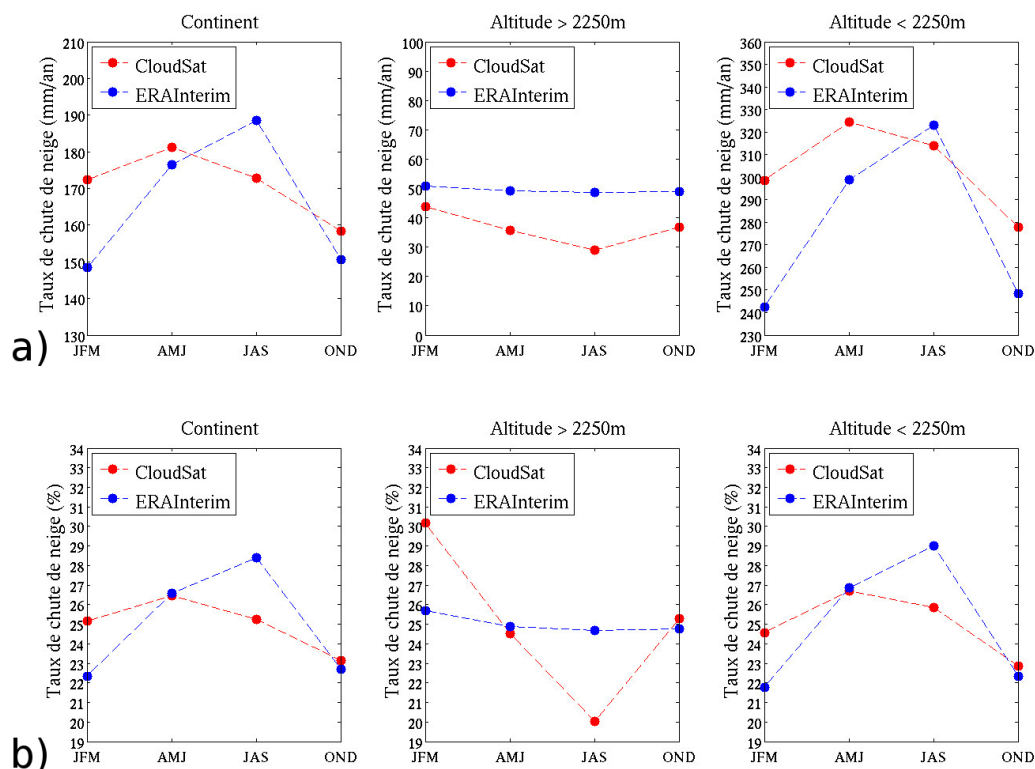 Continent
Altitude > 2250m
Altitude < 2250m
Taux de chute de neige (mm/an)
210
200
190
180
170
160
150
140
130
CloudSat
ERAInterim
JFM AMJ JAS OND
Taux de chute de neige (mm/an)
100
90
80
70
60
50
40
30
20
10
0
CloudSat
ERAInterim
JFM AMJ JAS OND
Taux de chute de neige (mm/an)
360
350
340
330
320
310
300
290
280
270
260
250
240
230
CloudSat
ERAInterim
JFM AMJ JAS OND
a)
Continent
Altitude > 2250m
Altitude < 2250m
Taux de chute de neige (%)
34
33
32
31
30
29
28
27
26
25
24
23
22
21
20
19
CloudSat
ERAInterim
JFM AMJ JAS OND
Taux de chute de neige (%)
34
33
32
31
30
29
28
27
26
25
24
23
22
21
20
19
CloudSat
ERAInterim
JFM AMJ JAS OND
Taux de chute de neige (%)
34
33
32
31
30
29
28
27
26
25
24
23
22
21
20
19
CloudSat
ERAInterim
JFM AMJ JAS OND
b)